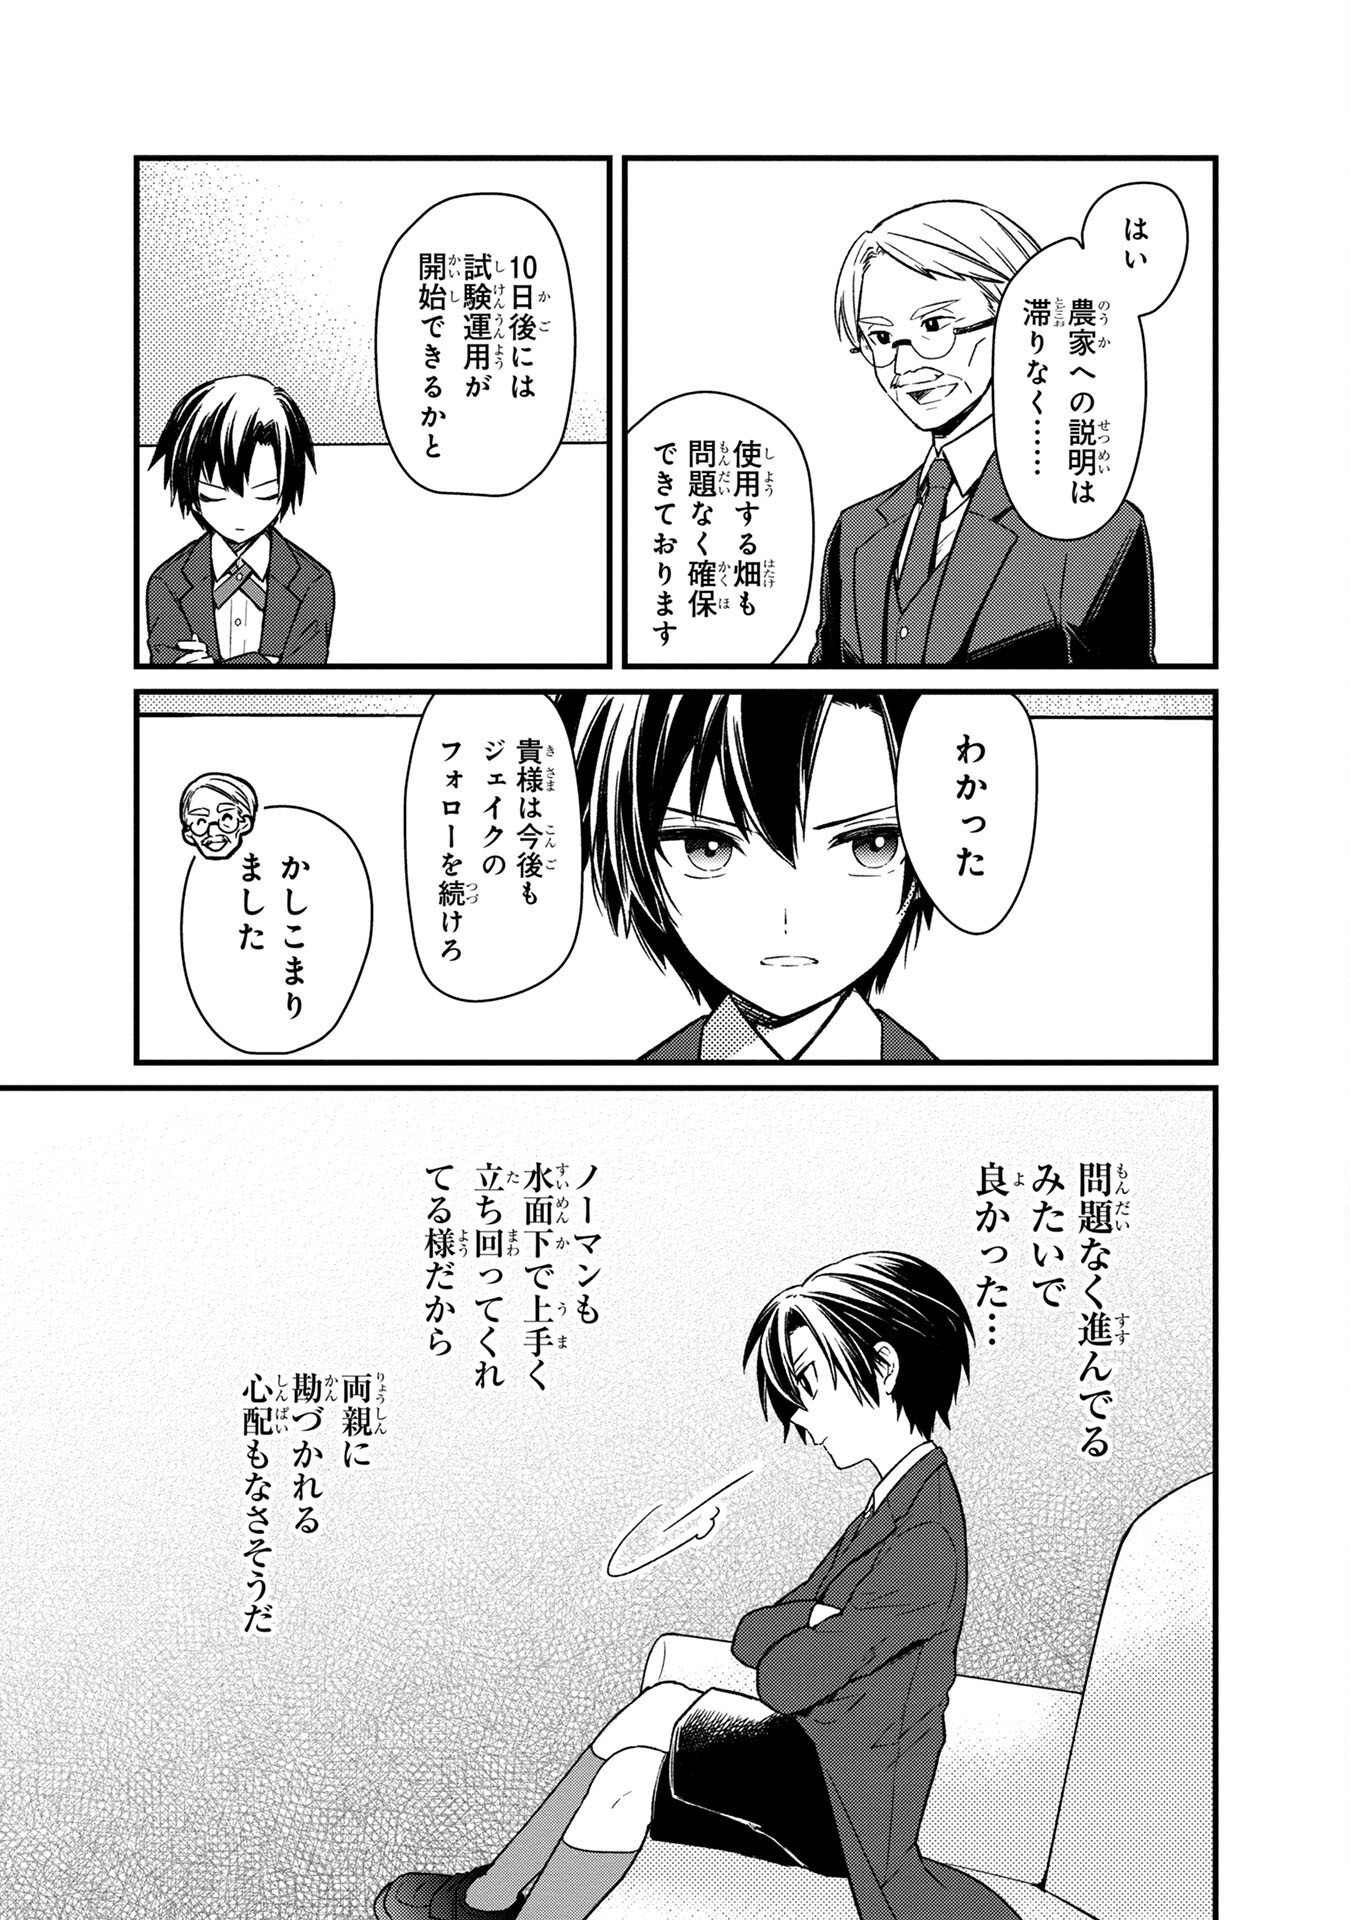 はい
農家への説明は
滞りなく……
使用する畑も
問題なく確保
できております
10日後には
試験運用が
開始できるかと
わかった
貴様は今後も
ジェイクの
フォローを続けろ
かしこまり
ました
問題なく進んでる
みたいで
良かった…
ノーマンも
水面下で上手く
立ち回ってくれ
てる様だから
両親に
勘づかれる
心配もなさそうだ